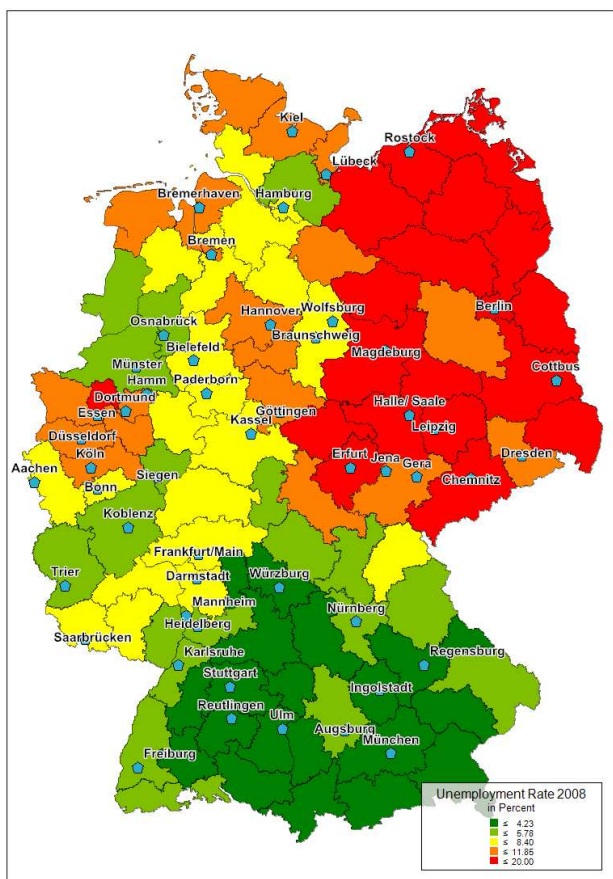 Kiel
Rostock
Lübeck
Bremerhaven
Hamburg
Bremen
Hannover
Wolfsburg
Berlin
Osnabrück
Braunschweig
Bielefeld
Magdeburg
Münster
Cottbus
Hamm
Paderborn
Dortmund
Halle/ Saale
Essen
Göttingen
Kassel
Leipzig
Düsseldorf
Dresden
Köln
Erfurt
Jena
Gera
Aachen
Siegen
Chemnitz
Bonn
Koblenz
Frankfurt/Main
Trier
Darmstadt
Würzburg
Mannheim
Nürnberg
Heidelberg
Saarbrücken
Karlsruhe
Regensburg
Stuttgart
Ingolstadt
Reutlingen
Ulm
Augsburg
München
Freiburg
Unemployment Rate 2008
in Percent
≤ 4.23
≤ 5.78
≤ 8.40
≤ 11.85
≤ 20.00